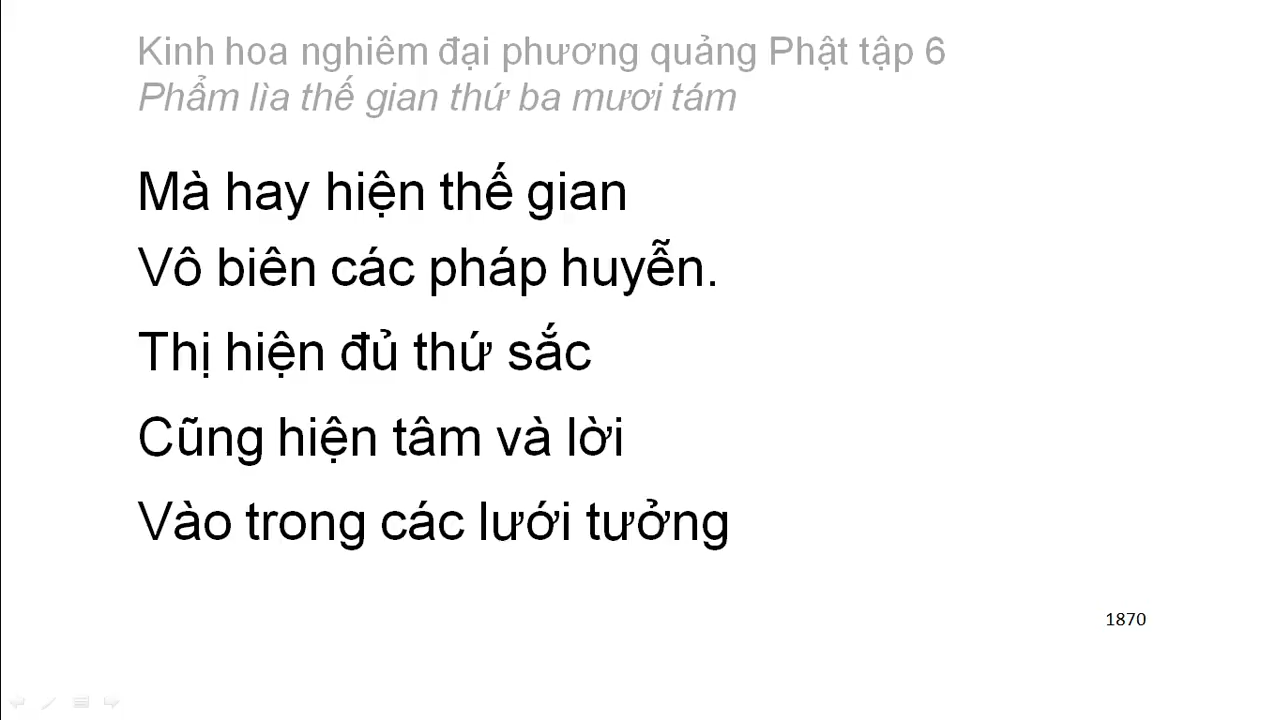 Kinh hoa nghiêm đại phương quảng Phật tập 6
Phẩm lìa thế gian thứ ba mươi tám
Mà hay hiện thế gian
Vô biên các pháp huyễn.
Thị hiện đủ thứ sắc
Cũng hiện tâm và lời
Vào trong các lưới tưởng
1870